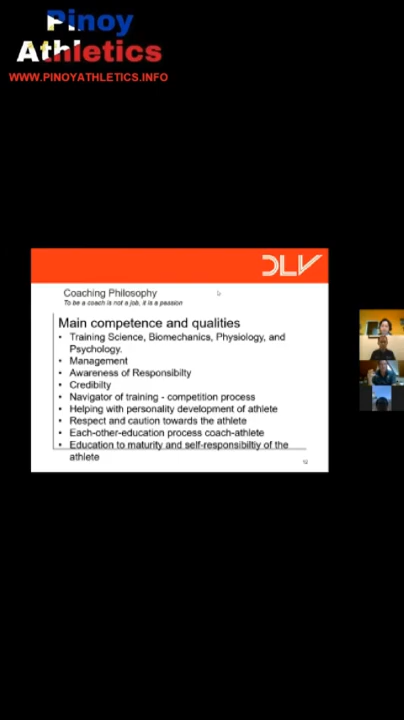 Pinoy
Athletics
WWW.PINOYATHLETICS.INFO
DLV
Coaching Philosophy
To be a coach is not a job, it is a passion
Main competence and qualities
• Training Science, Biomechanics, Physiology, and
Psychology.
• Management
• Awareness of Responsibilty
• Credibilty
• Navigator of training - competition process
• Helping with personality development of athlete
• Respect and caution towards the athlete
• Each-other-education process coach-athlete
• Education to maturity and self-responsibiltiy of the
athlete
12